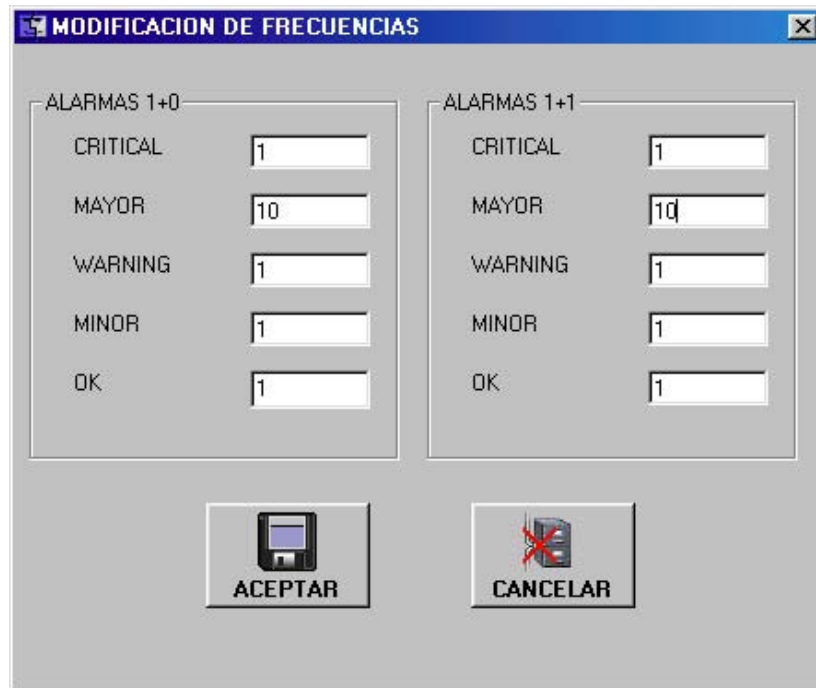 MODIFICACION DE FRECUENCIAS
ALARMAS 1+0
CRITICAL 1
MAYOR 10
WARNING 1
MINOR 1
OK 1
ALARMAS 1+1
CRITICAL 1
MAYOR 10
WARNING 1
MINOR 1
OK 1
ACEPTAR
CANCELAR